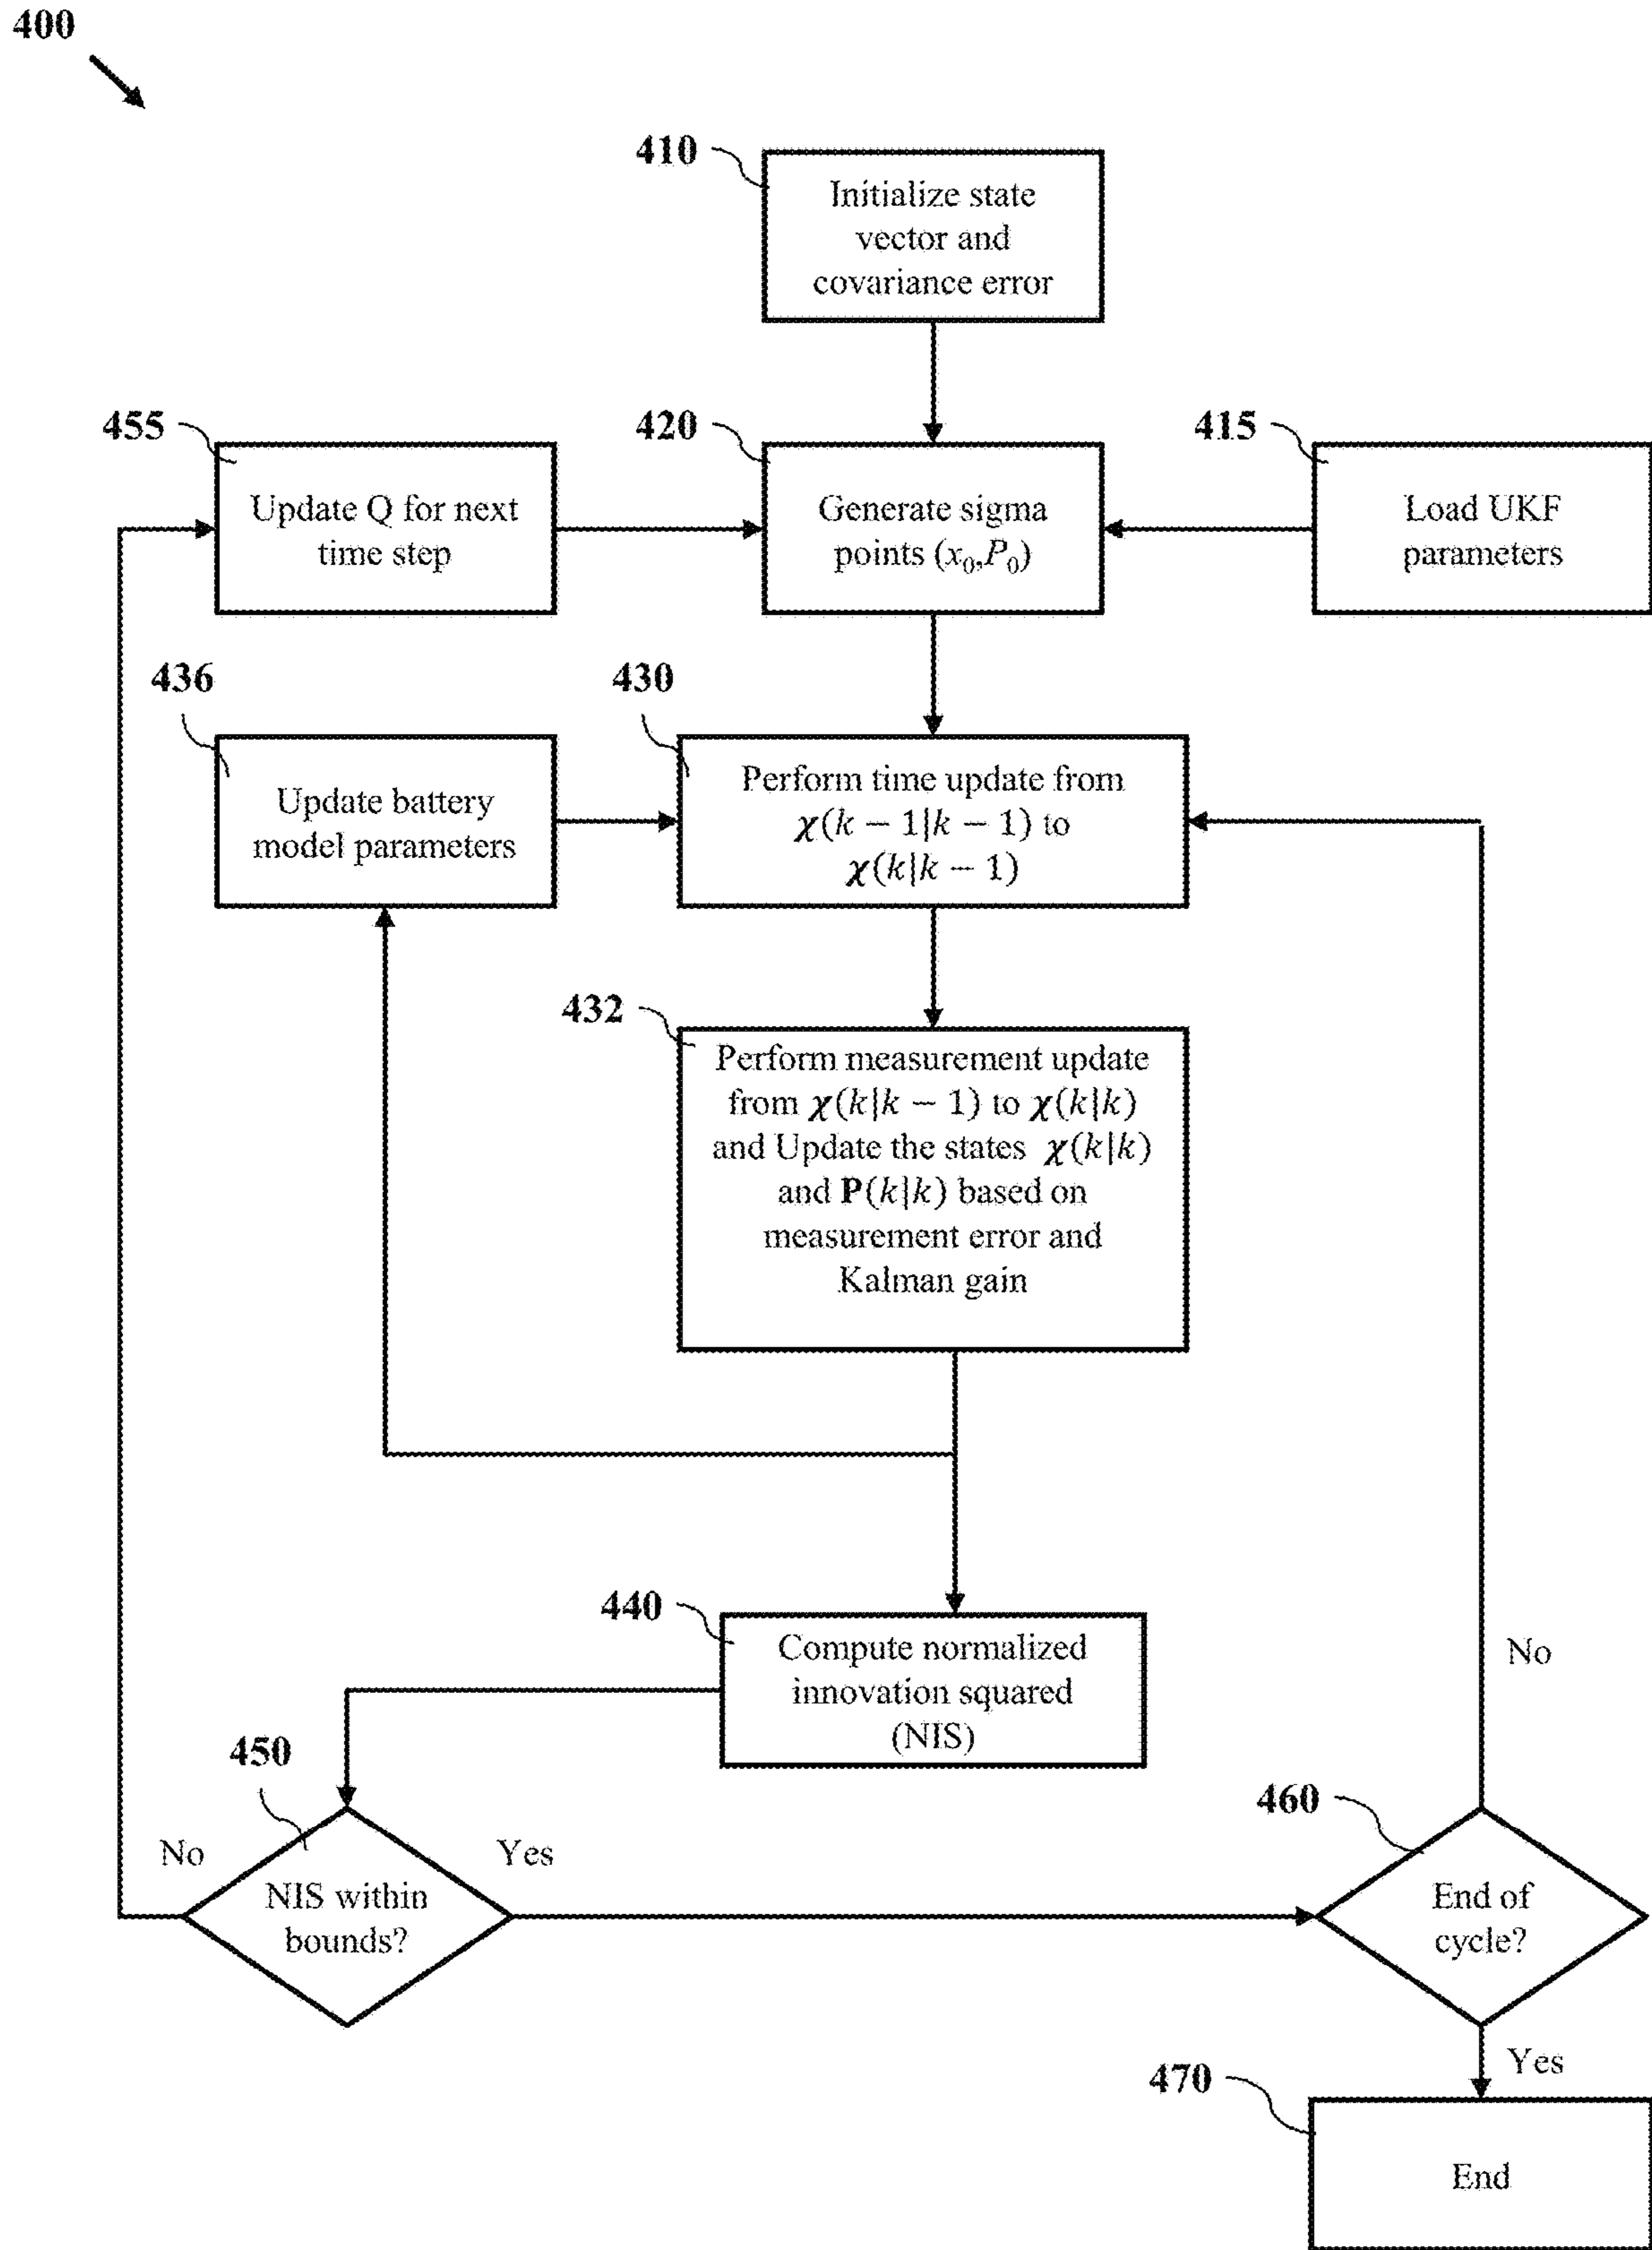 400
410
Initialize state
vector and
covariance error
455
Update Q for next
time step
420
Generate sigma
points (x₀,P₀)
415
Load UKF
parameters
436
Update battery
model parameters
430
Perform time update from
𝝌(k − 1|k − 1) to
𝝌(k|k − 1)
432
Perform measurement update
from 𝝌(k|k − 1) to 𝝌(k|k)
and Update the states 𝝌(k|k)
and P(k|k) based on
measurement error and
Kalman gain
440
Compute normalized
innovation squared
(NIS)
450
No
Yes
NIS within
bounds?
460
No
End of
cycle?
Yes
470
End